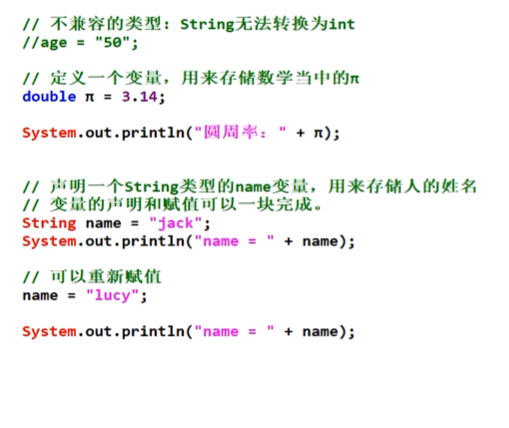 // 不兼容的类型：String无法转换为int
//age = "50";
// 定义一个变量，用来存储数学当中的π
double π = 3.14;
System.out.println("圆周率：" + π);
// 声明一个String类型的name变量，用来存储人的姓名
// 变量的声明和赋值可以一块完成。
String name = "jack";
System.out.println("name = " + name);
// 可以重新赋值
name = "lucy";
System.out.println("name = " + name);